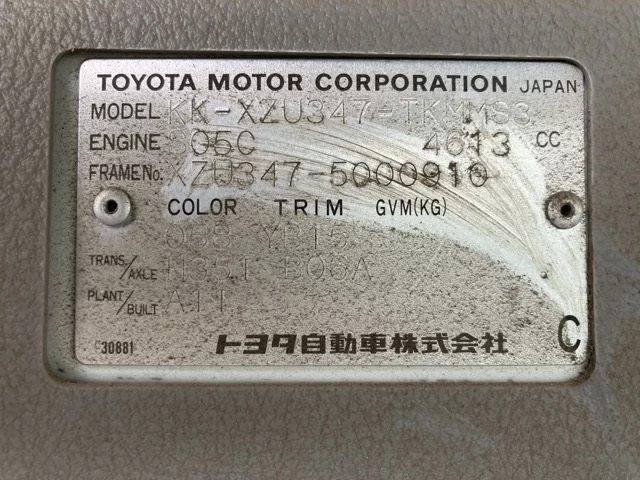 TOYOTA MOTOR CORPORATION JAPAN
MODEL KK-XZU347-TKMMS3
ENGINE S05C 4613 CC
FRAME No. XZU347-5000910
COLOR TRIM GVM(KG)
058 YB15
TRANS/AXLE H351 F06A
PLANT/BUILT A11
C30881 トヨタ自動車株式会社 C